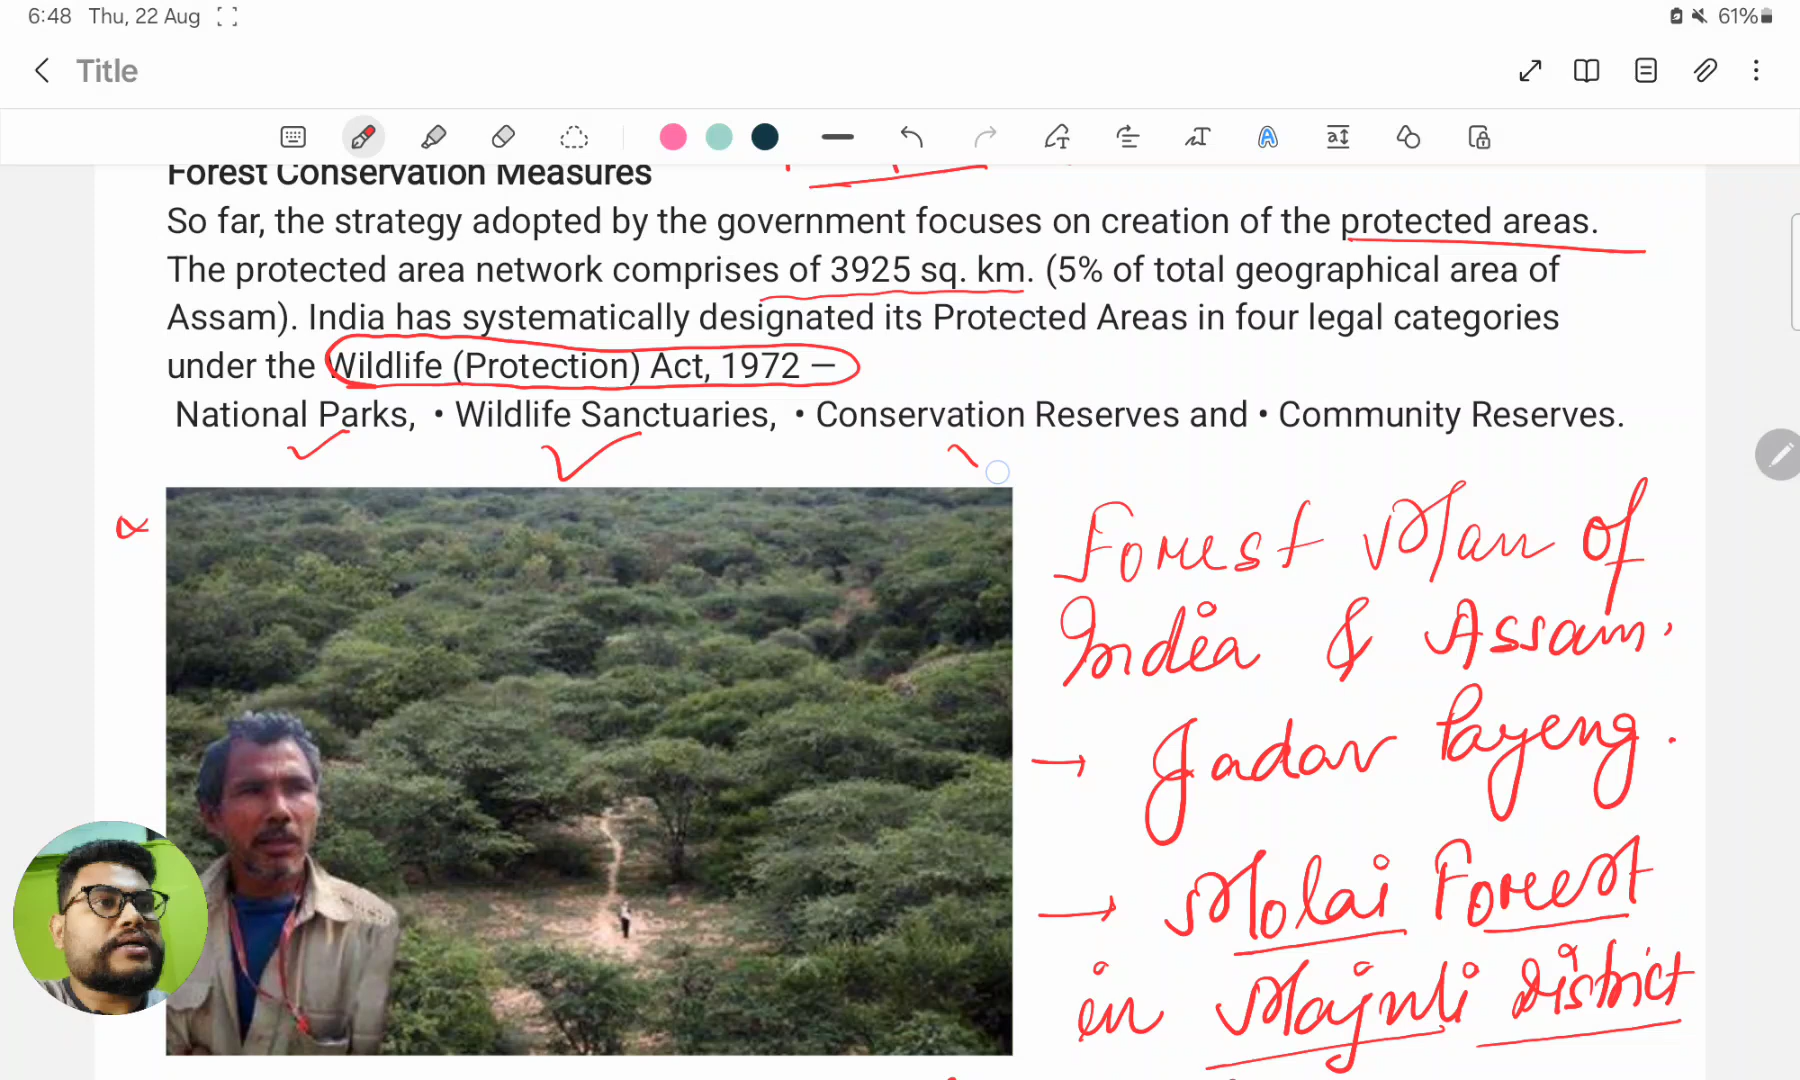 6:48 Thu, 22 Aug 61%
Title
Forest Conservation Measures
So far, the strategy adopted by the government focuses on creation of the protected areas.
The protected area network comprises of 3925 sq. km. (5% of total geographical area of
Assam). India has systematically designated its Protected Areas in four legal categories
under the Wildlife (Protection) Act, 1972 –
National Parks, • Wildlife Sanctuaries, • Conservation Reserves and • Community Reserves.
Forest Man of
India & Assam.
→ Jadav Payeng.
→ Molai Forest
in Majuli District